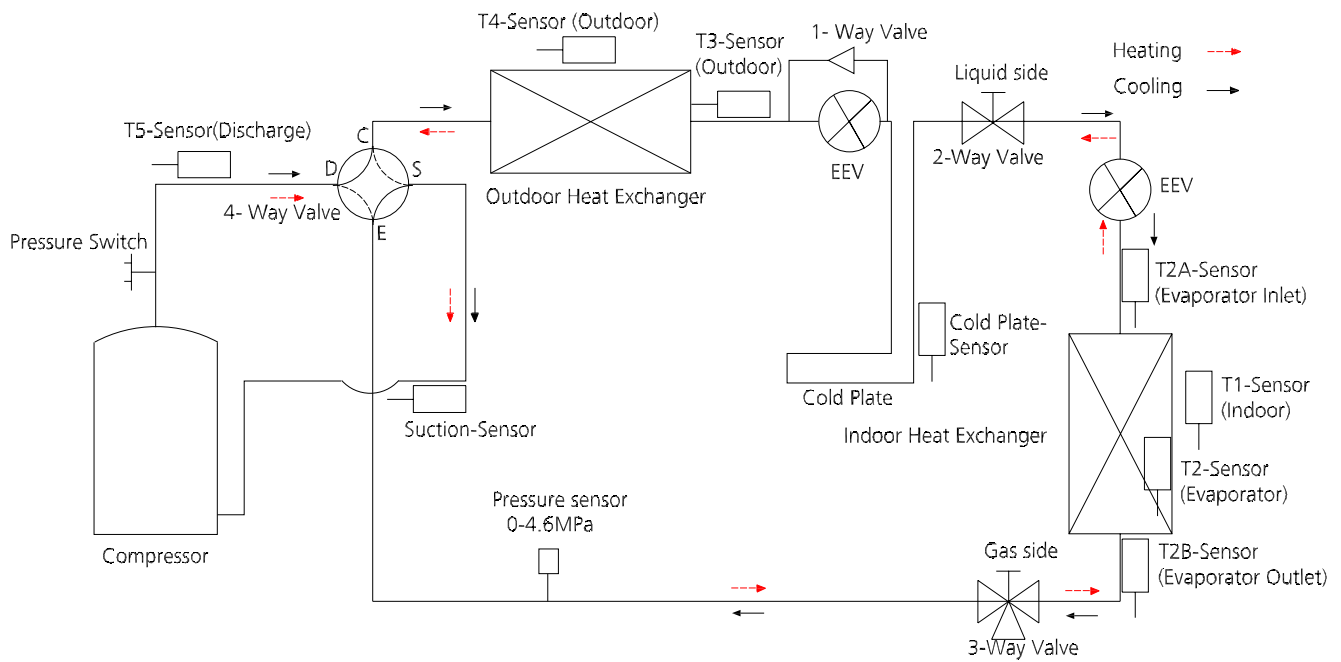 T4-Sensor (Outdoor)
T3-Sensor
(Outdoor)
1- Way Valve
Heating
Cooling
Liquid side
T5-Sensor(Discharge)
C
D
S
E
4- Way Valve
Outdoor Heat Exchanger
EEV
2-Way Valve
EEV
Pressure Switch
T2A-Sensor
(Evaporator Inlet)
Cold Plate-
Sensor
Cold Plate
T1-Sensor
(Indoor)
Suction-Sensor
Indoor Heat Exchanger
T2-Sensor
(Evaporator)
Pressure sensor
0-4.6MPa
Compressor
Gas side
T2B-Sensor
(Evaporator Outlet)
3-Way Valve